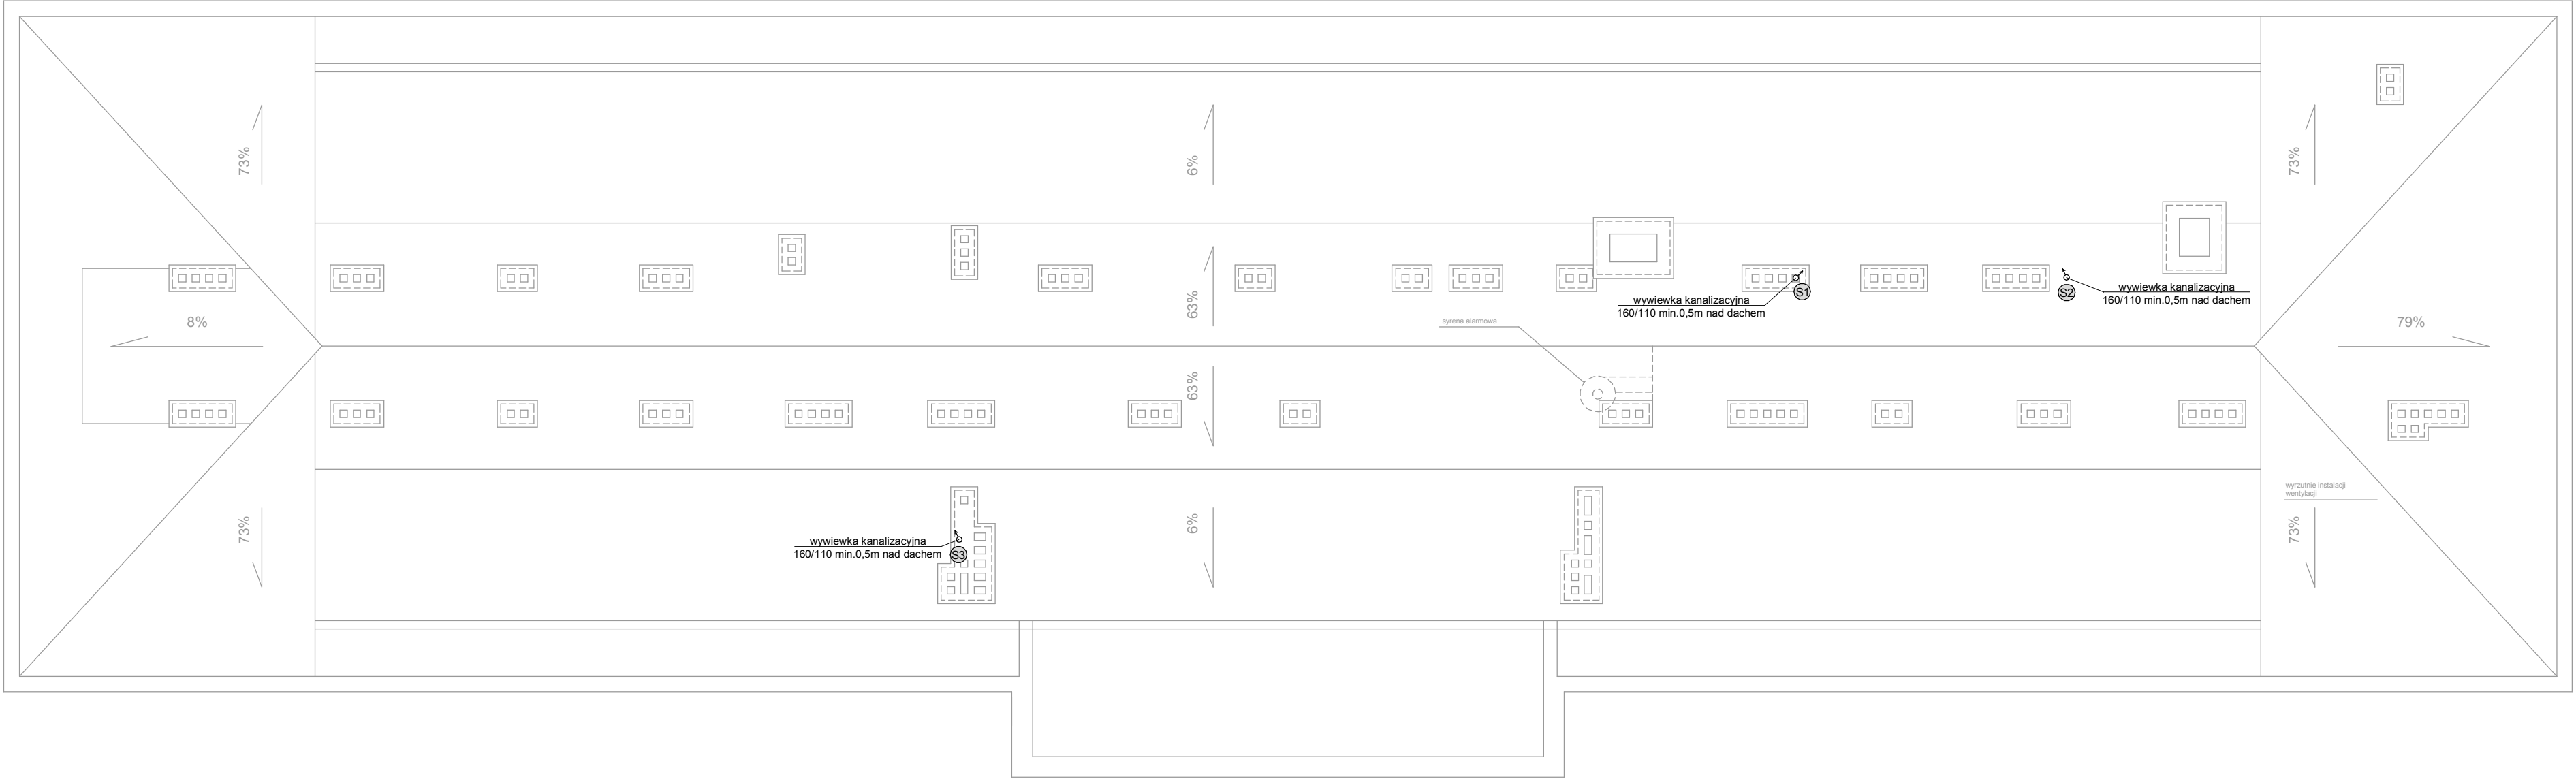 73%
6%
73%
8%
63%
wywiewka kanalizacyjna
160/110 min.0,5m nad dachem
S1
S2
wywiewka kanalizacyjna
160/110 min.0,5m nad dachem
syrena alarmowa
79%
63%
wyrzutnie instalacji
wentylacji
73%
6%
73%
wywiewka kanalizacyjna
160/110 min.0,5m nad dachem
S3